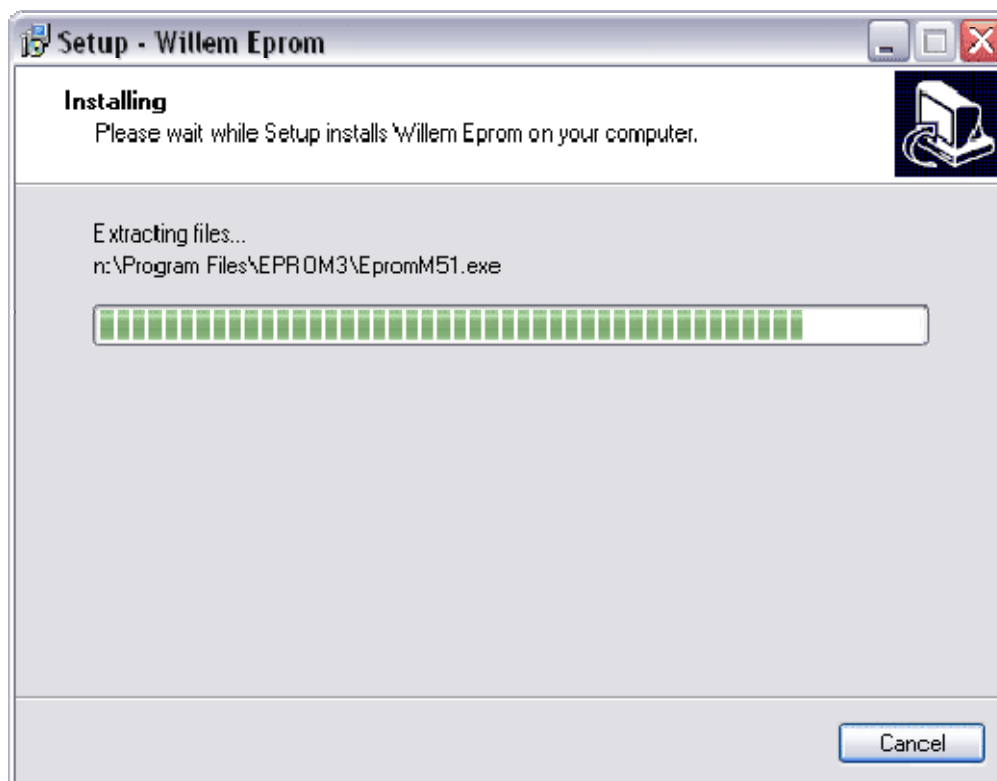 Setup - Willem Eprom
Installing
Please wait while Setup installs Willem Eprom on your computer.
Extracting files...
n:\Program Files\EPROM3\EpromM51.exe
Cancel